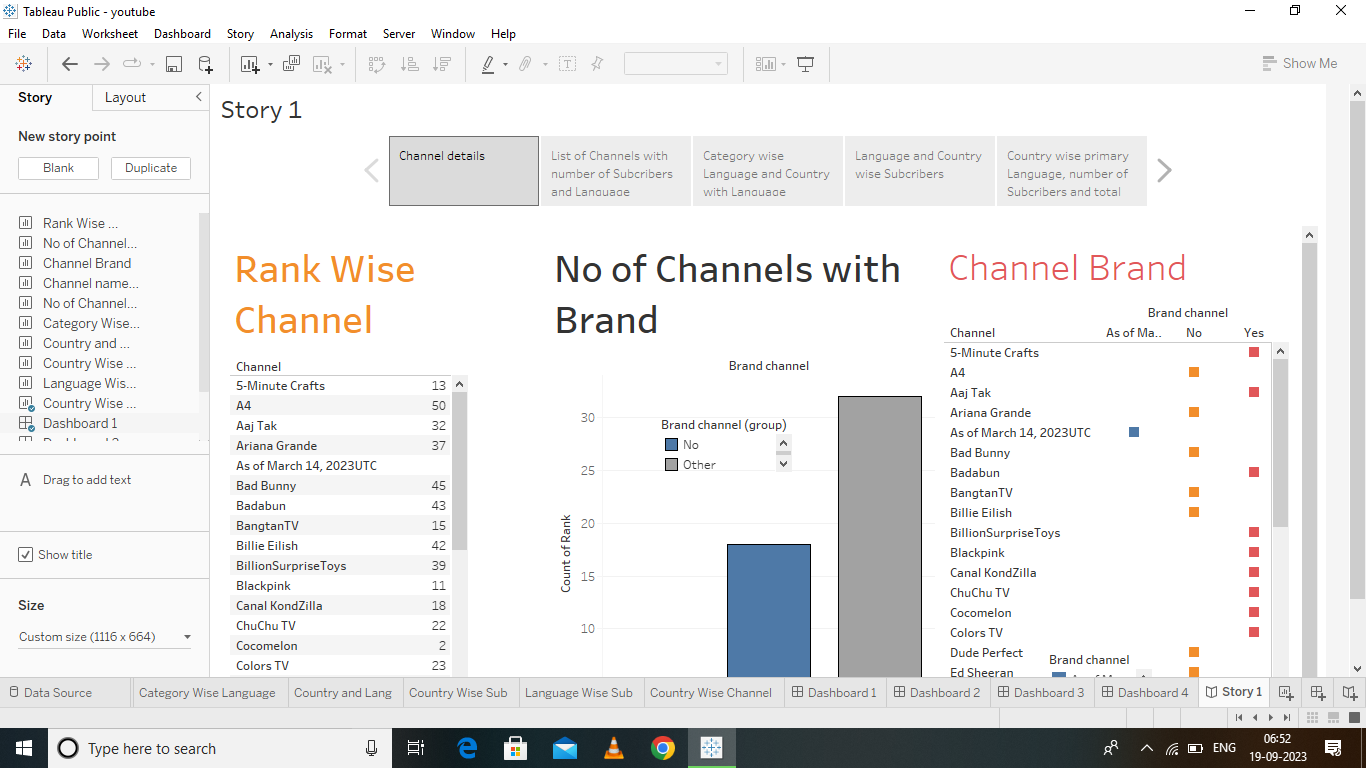 Tableau Public - youtube
File Data Worksheet Dashboard Story Analysis Format Server Window Help
Show Me
Story Layout
New story point
Blank Duplicate
Rank Wise ...
No of Channel...
Channel Brand
Channel name...
No of Channel...
Category Wise...
Country and ...
Country Wise ...
Language Wis...
Country Wise ...
Dashboard 1
A Drag to add text
Show title
Size
Custom size (1116 x 664)
Story 1
Channel details
List of Channels with
number of Subcribers
and Language
Category wise
Language and Country
with Language
Language and Country
wise Subcribers
Country wise primary
Language, number of
Subcribers and total
Rank Wise
Channel
Channel
5-Minute Crafts 13
A4 50
Aaj Tak 32
Ariana Grande 37
As of March 14, 2023UTC
Bad Bunny 45
Badabun 43
BangtanTV 15
Billie Eilish 42
BillionSurpriseToys 39
Blackpink 11
Canal KondZilla 18
ChuChu TV 22
Cocomelon 2
Colors TV 23
No of Channels with
Brand
Brand channel
Brand channel (group)
No
Other
Count of Rank
30
25
20
15
10
Channel Brand
Brand channel
Channel As of Ma.. No Yes
5-Minute Crafts
A4
Aaj Tak
Ariana Grande
As of March 14, 2023UTC
Bad Bunny
Badabun
BangtanTV
Billie Eilish
BillionSurpriseToys
Blackpink
Canal KondZilla
ChuChu TV
Cocomelon
Colors TV
Dude Perfect
Ed Sheeran
Brand channel
Data Source Category Wise Language Country and Lang Country Wise Sub Language Wise Sub Country Wise Channel Dashboard 1 Dashboard 2 Dashboard 3 Dashboard 4 Story 1
Type here to search
ENG
06:52
19-09-2023